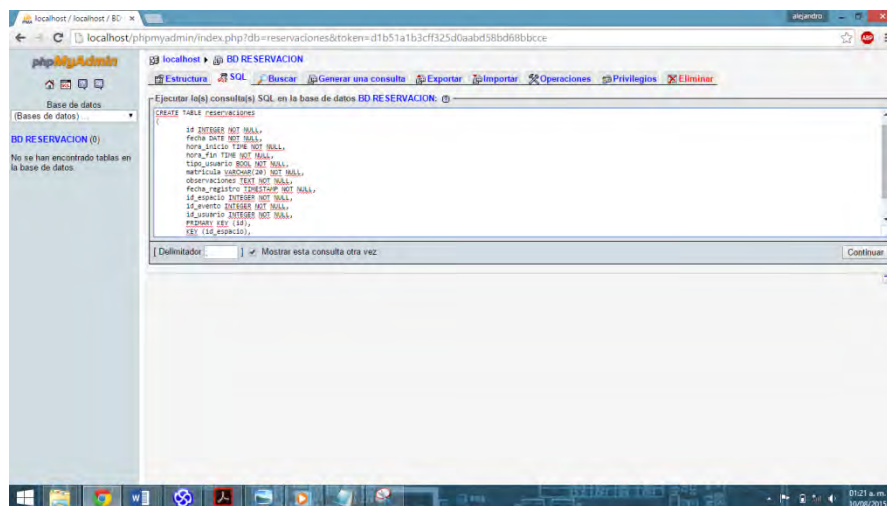 localhost / localhost / BD
alejandro
localhost/phpmyadmin/index.php?db=reservaciones&token=d1b51a1b3cff325d0aabd58bd68bbcce
ABP
phpMyAdmin
Base de datos
(Bases de datos) ...
BD RESERVACION (0)
No se han encontrado tablas en
la base de datos.
localhost ▸ BD RESERVACION
Estructura SQL Buscar Generar una consulta Exportar Importar Operaciones Privilegios Eliminar
Ejecutar la(s) consulta(s) SQL en la base de datos BD RESERVACION:
CREATE TABLE reservaciones
(
id INTEGER NOT NULL,
fecha DATE NOT NULL,
hora_inicio TIME NOT NULL,
hora_fin TIME NOT NULL,
tipo_usuario BOOL NOT NULL,
matricula VARCHAR(20) NOT NULL,
observaciones TEXT NOT NULL,
fecha_registro TIMESTAMP NOT NULL,
id_espacio INTEGER NOT NULL,
id_evento INTEGER NOT NULL,
id_usuario INTEGER NOT NULL,
PRIMARY KEY (id),
KEY (id_espacio),
[ Delimitador ; ] Mostrar esta consulta otra vez
Continuar
01:21 a. m.
10/08/2015